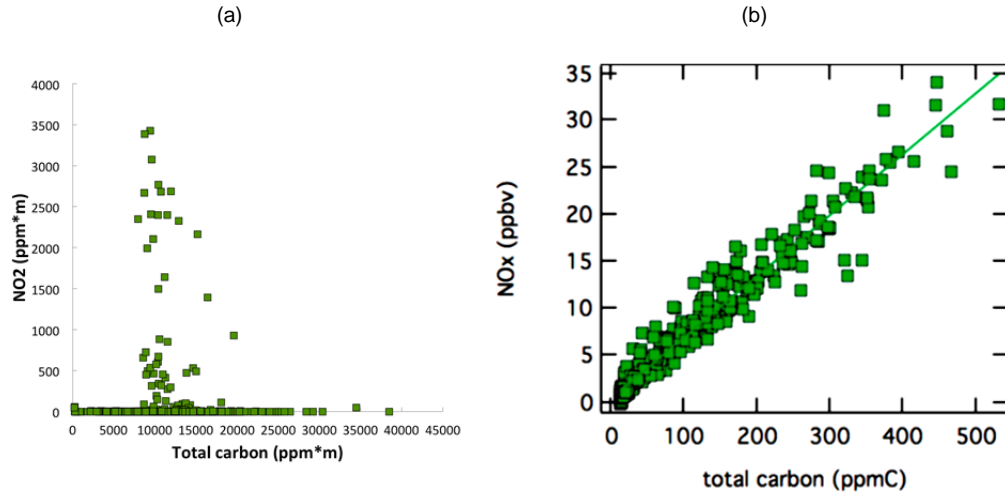 (a)
(b)
4000
3500
3000
2500
2000
1500
1000
500
0
NO2 (ppm*m)
0 5000 10000 15000 20000 25000 30000 35000 40000 45000
Total carbon (ppm*m)
35
30
25
20
15
10
5
0
NOx (ppbv)
0 100 200 300 400 500
total carbon (ppmC)